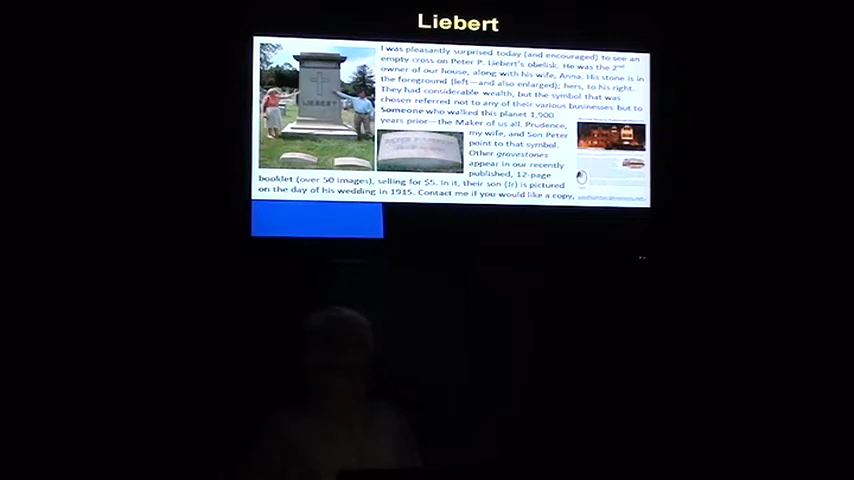 Liebert
I was pleasantly surprised today (and encouraged) to see an
empty cross on Peter P. Liebert's obelisk. He was the 2nd
owner of our house, along with his wife, Anna. His stone is in
the foreground (left—and also enlarged); hers, to his right.
They had considerable wealth, but the symbol that was
chosen referred not to any of their various businesses but to
Someone who walked this planet 1,900
years prior—the Maker of us all. Prudence,
my wife, and Son Peter
point to that symbol.
Other gravestones
appear in our recently
published, 12-page
booklet (over 50 images), selling for $5. In it, their son (Jr) is pictured
on the day of his wedding in 1915. Contact me if you would like a copy,
LIEBERT